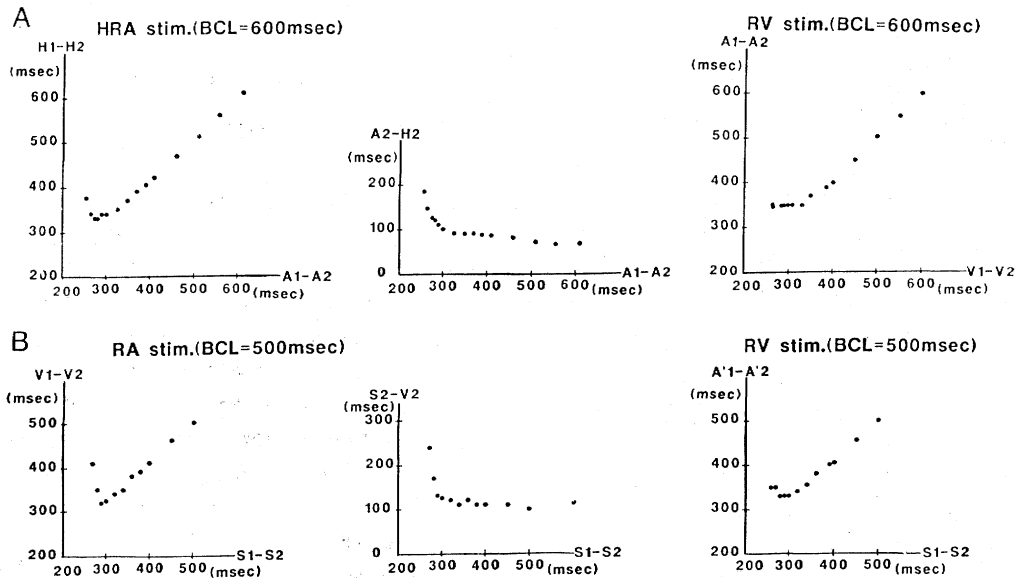 A
HRA stim.(BCL=600msec)
H1-H2
(msec)
600
500
400
300
200
200 300 400 500 600
A1-A2
(msec)
A2-H2
(msec)
200
100
0
200 300 400 500 600
A1-A2
(msec)
RV stim.(BCL=600msec)
A1-A2
(msec)
600
500
400
300
200
200 300 400 500 600
V1-V2
(msec)
B
RA stim.(BCL=500msec)
V1-V2
(msec)
500
400
300
200
200 300 400 500
S1-S2
(msec)
S2-V2
(msec)
300
200
100
0
200 300 400 500
S1-S2
(msec)
RV stim.(BCL=500msec)
A'1-A'2
(msec)
500
400
300
200
200 300 400 500
S1-S2
(msec)